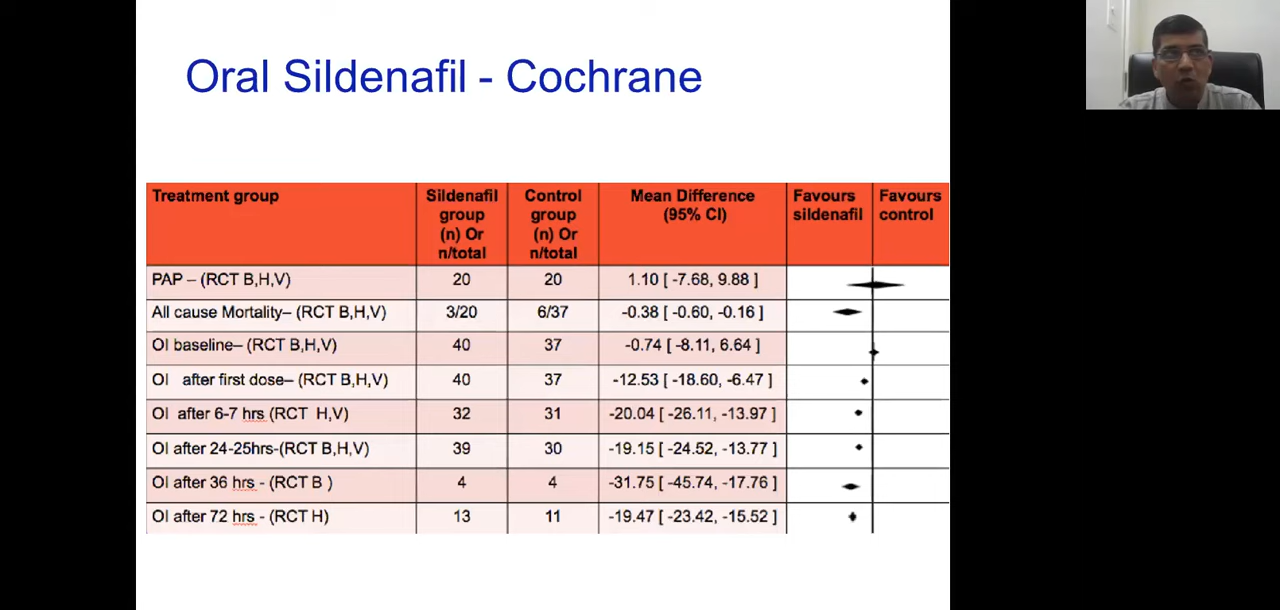 Oral Sildenafil - Cochrane
Treatment group
Sildenafil
group
(n) Or
n/total
Control
group
(n) Or
n/total
Mean Difference
(95% CI)
Favours
sildenafil
Favours
control
PAP – (RCT B,H,V) 20 20 1.10 [ -7.68, 9.88 ]
All cause Mortality– (RCT B,H,V) 3/20 6/37 -0.38 [ -0.60, -0.16 ]
OI baseline– (RCT B,H,V) 40 37 -0.74 [ -8.11, 6.64 ]
OI after first dose– (RCT B,H,V) 40 37 -12.53 [ -18.60, -6.47 ]
OI after 6-7 hrs (RCT H,V) 32 31 -20.04 [ -26.11, -13.97 ]
OI after 24-25hrs-(RCT B,H,V) 39 30 -19.15 [ -24.52, -13.77 ]
OI after 36 hrs - (RCT B ) 4 4 -31.75 [ -45.74, -17.76 ]
OI after 72 hrs - (RCT H) 13 11 -19.47 [ -23.42, -15.52 ]